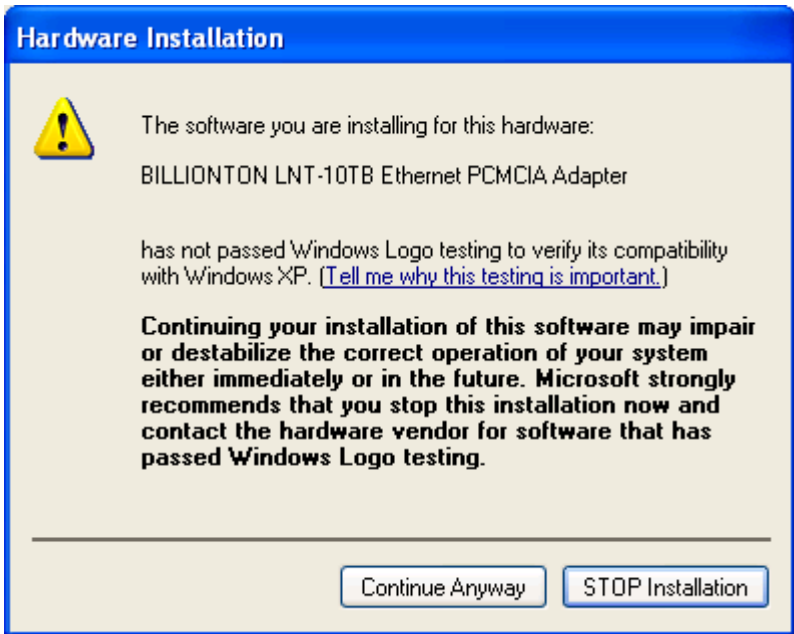 Hardware Installation
The software you are installing for this hardware:
BILLIONTON LNT-10TB Ethernet PCMCIA Adapter
has not passed Windows Logo testing to verify its compatibility
with Windows XP. (Tell me why this testing is important.)
Continuing your installation of this software may impair
or destabilize the correct operation of your system
either immediately or in the future. Microsoft strongly
recommends that you stop this installation now and
contact the hardware vendor for software that has
passed Windows Logo testing.
Continue Anyway
STOP Installation